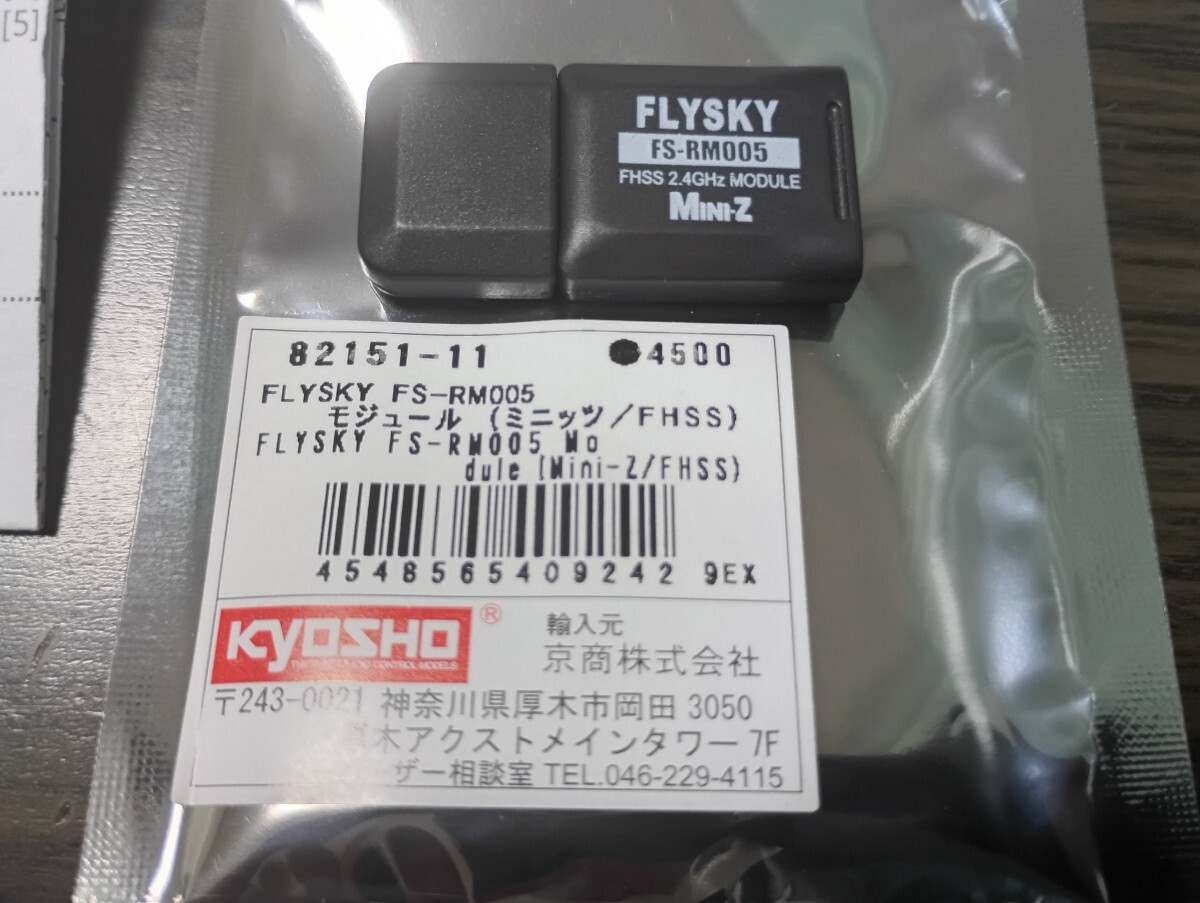 [5]
FLYSKY
FS-RM005
FHSS 2.4GHz MODULE
MINI-Z
82151-11 ●4500
FLYSKY FS-RM005
モジュール (ミニッツ/FHSS)
FLYSKY FS-RM005 Mo
dule (Mini-Z/FHSS)
4548565409242 9EX
KYOSHO ®
輸入元
京商株式会社
〒243-0021 神奈川県厚木市岡田 3050
木アクストメインタワー 7F
ザー相談室 TEL.046-229-4115